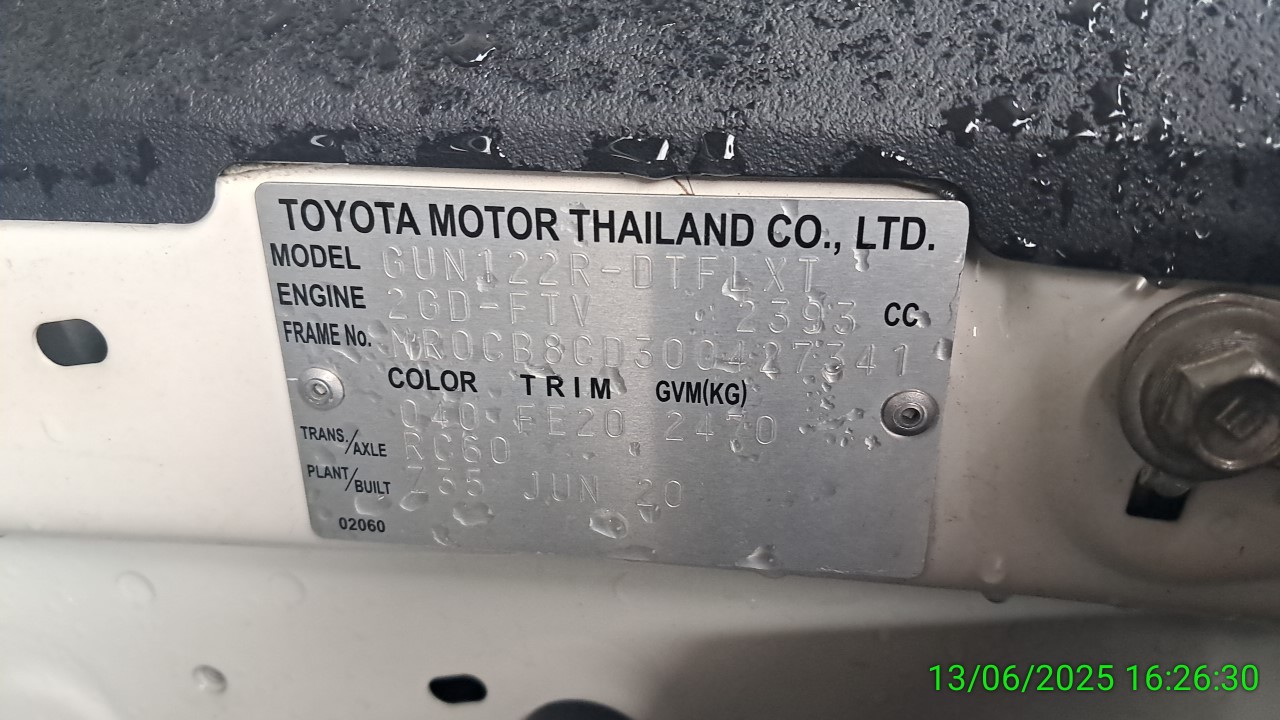 TOYOTA MOTOR THAILAND CO., LTD.
MODEL GUN122R-DTFLXT
ENGINE 2GD-FTV 2393 CC
FRAME No. MR0CB8CD300427341
COLOR TRIM GVM(KG)
040 FE20 2470
TRANS./AXLE RC60
PLANT/BUILT Z35 JUN 20
02060
13/06/2025 16:26:30